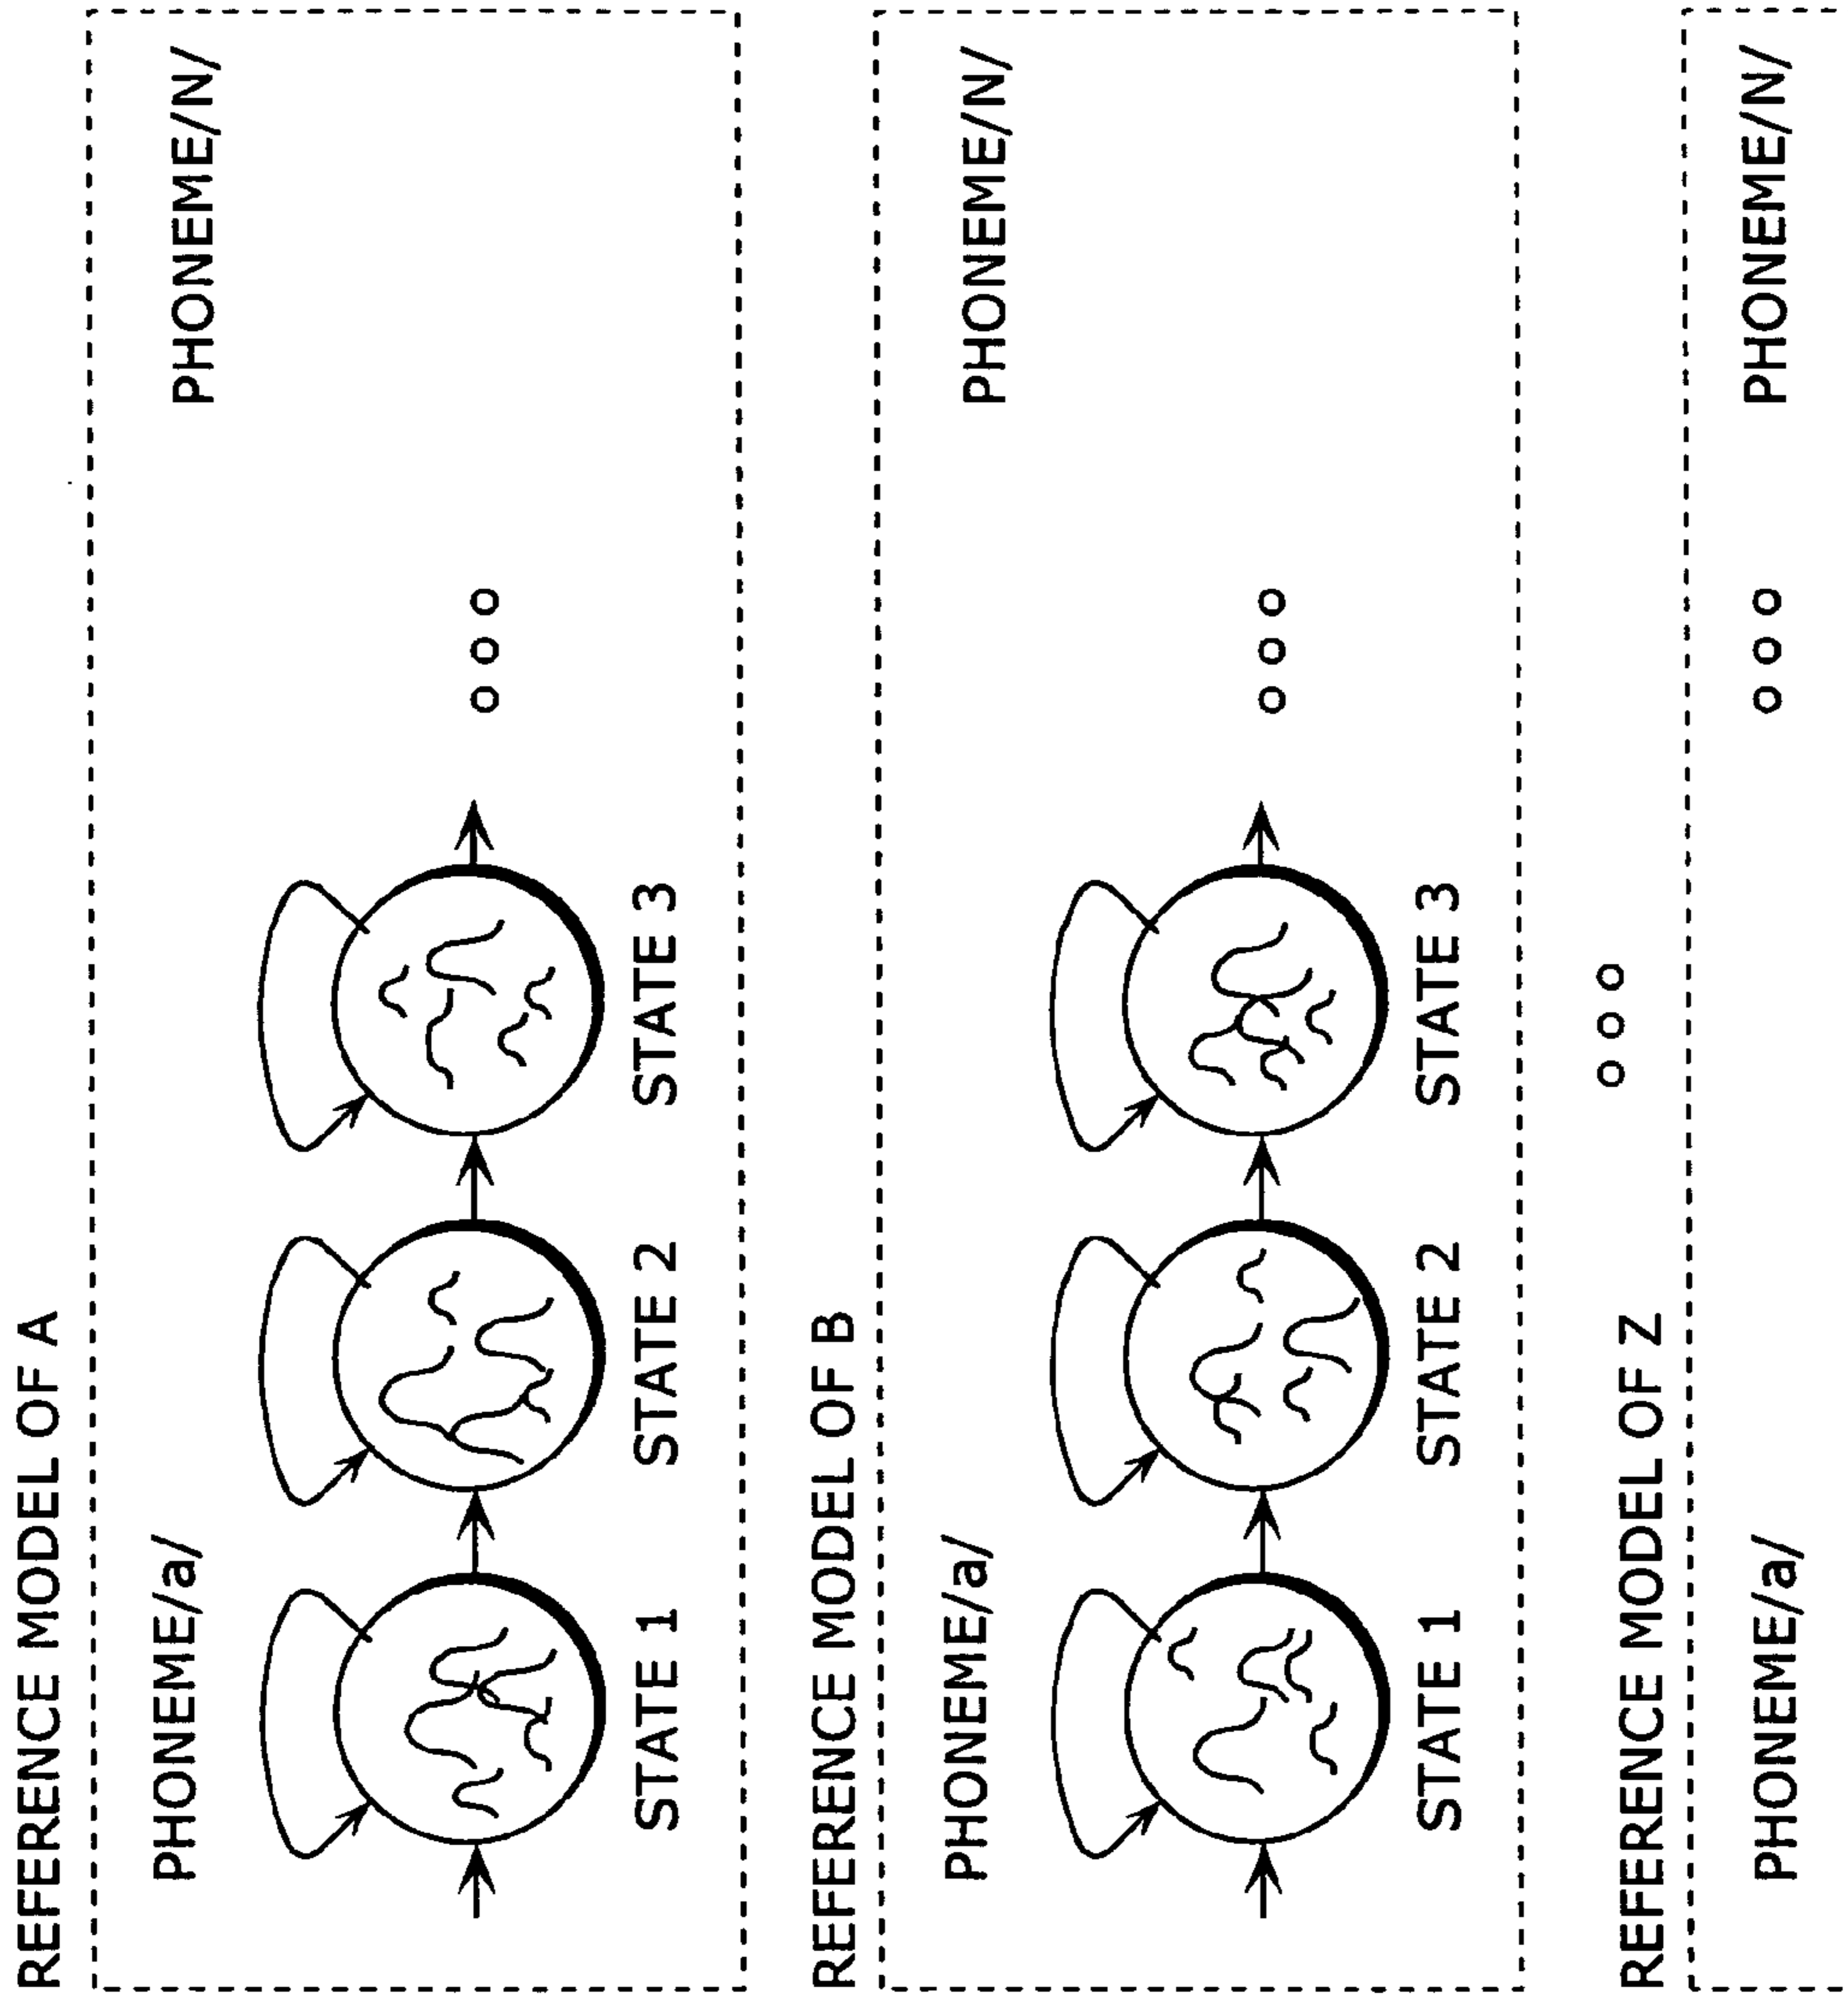 REFERENCE MODEL OF A
PHONEME/a/ PHONEME/N/
STATE 1 STATE 2 STATE 3
REFERENCE MODEL OF B
PHONEME/a/ PHONEME/N/
STATE 1 STATE 2 STATE 3
REFERENCE MODEL OF Z
PHONEME/a/ PHONEME/N/